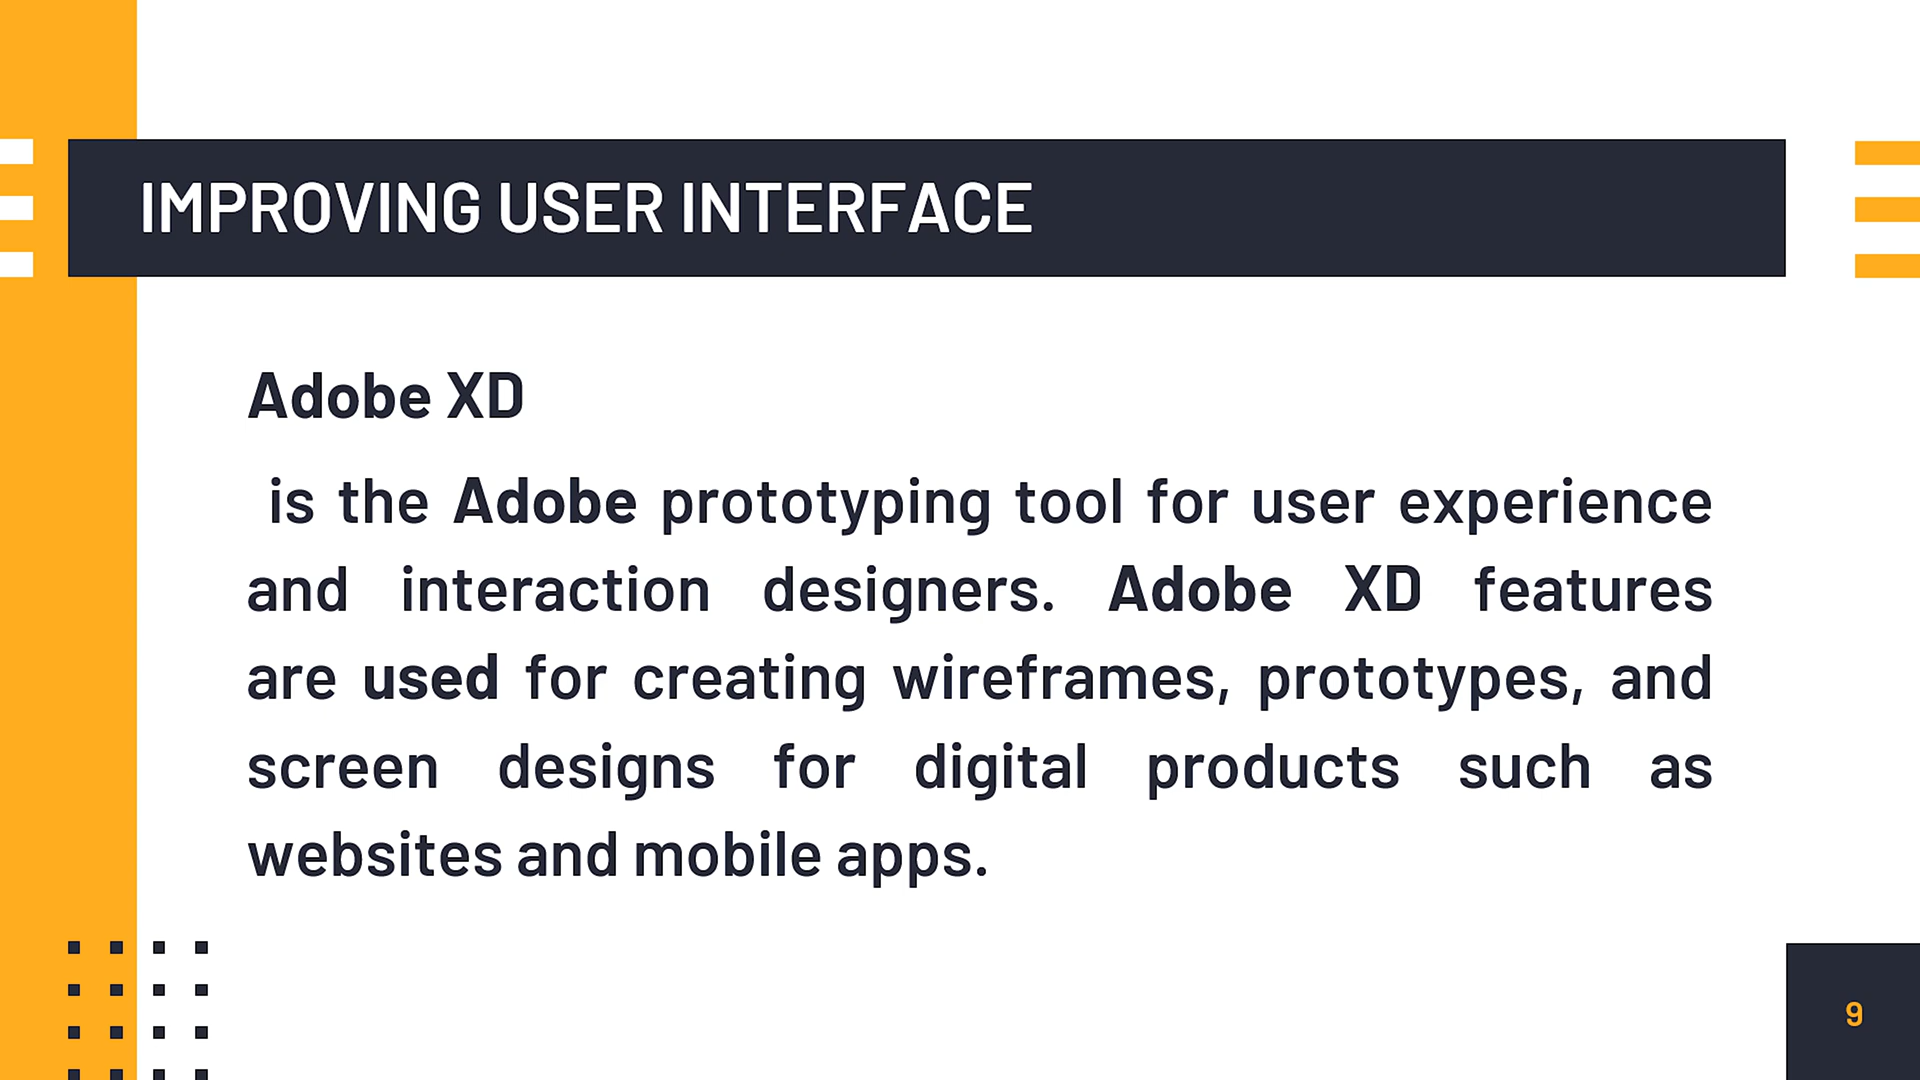 IMPROVING USER INTERFACE
Adobe XD
is the Adobe prototyping tool for user experience
and interaction designers. Adobe XD features
are used for creating wireframes, prototypes, and
screen designs for digital products such as
websites and mobile apps.
9